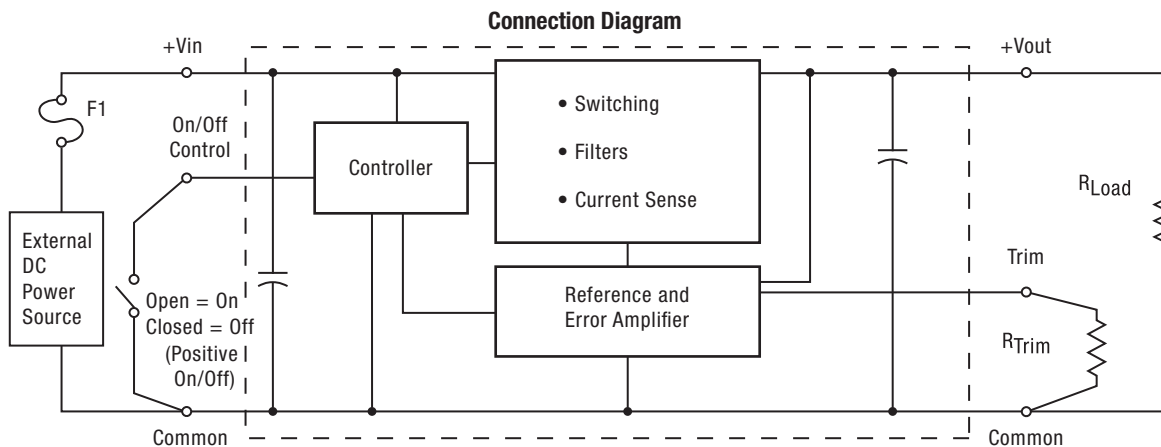 Connection Diagram
+Vin
+Vout
F1
On/Off
Control
Controller
• Switching
• Filters
• Current Sense
RLoad
External
DC
Power
Source
Open = On
Closed = Off
(Positive
On/Off)
Reference and
Error Amplifier
Trim
RTrim
Common
Common